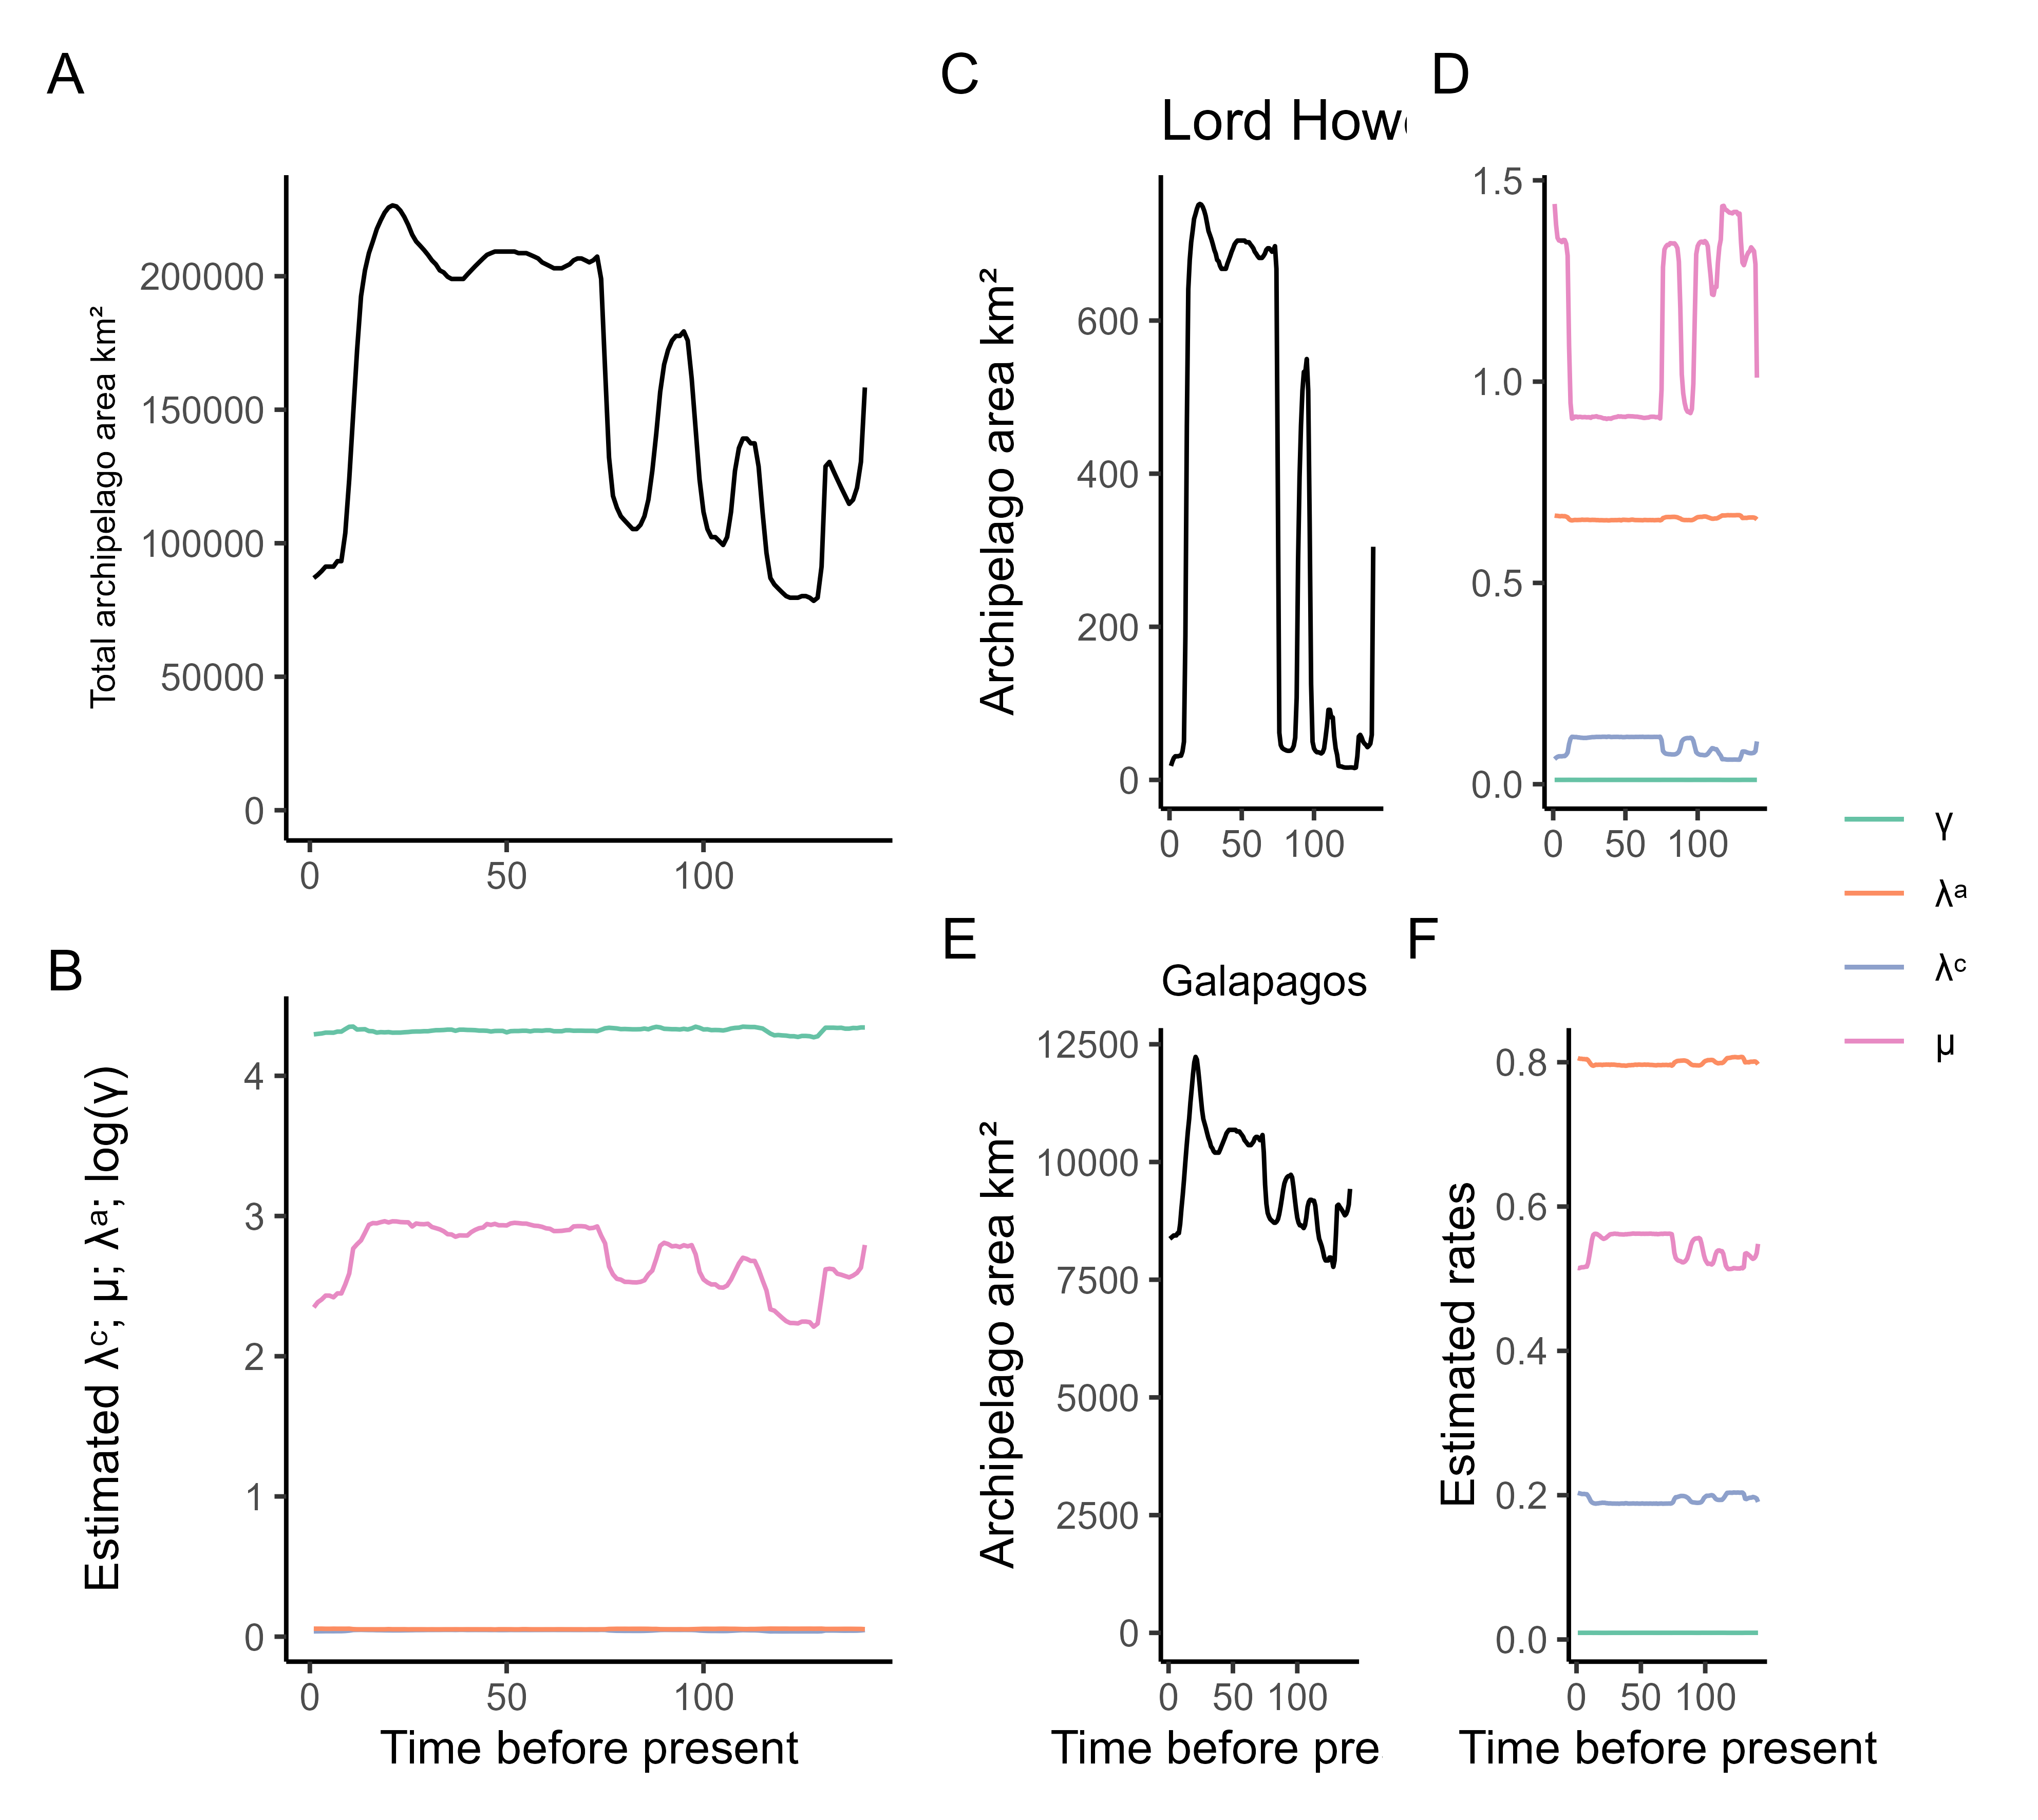 A
Total archipelago area km²
200000
150000
100000
50000
0
0 50 100
B
Estimated λᶜ; μ; λᵃ; log(γ)
4
3
2
1
0
0 50 100
Time before present
C
Lord How
Archipelago area km²
600
400
200
0
0 50 100
D
1.5
1.0
0.5
0.0
0 50 100
γ
λᵃ
λᶜ
μ
E
Galapagos
Archipelago area km²
12500
10000
7500
5000
2500
0
0 50 100
Time before pre
F
Estimated rates
0.8
0.6
0.4
0.2
0.0
0 50 100
Time before present